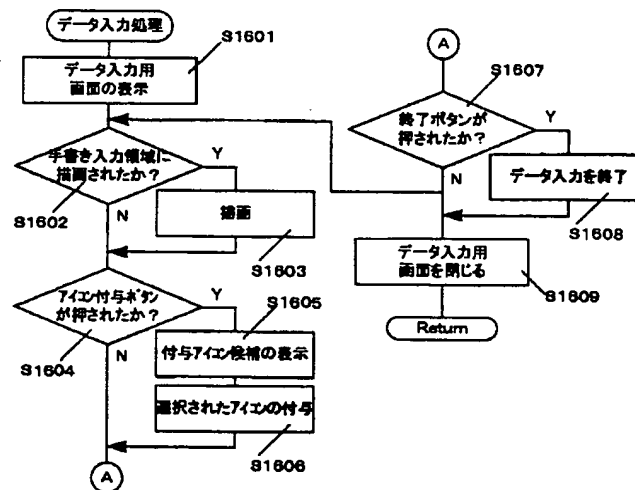 データ入力処理
S1601
データ入力用
画面の表示
手書き入力領域に
描画されたか?
Y
N
S1602
描画
S1603
アイコン付与ボタン
が押されたか?
Y
N
S1604
S1605
付与アイコン候補の表示
選択されたアイコンの付与
S1606
A
A
S1607
終了ボタンが
押されたか?
Y
N
データ入力を終了
S1608
データ入力用
画面を閉じる
S1609
Return